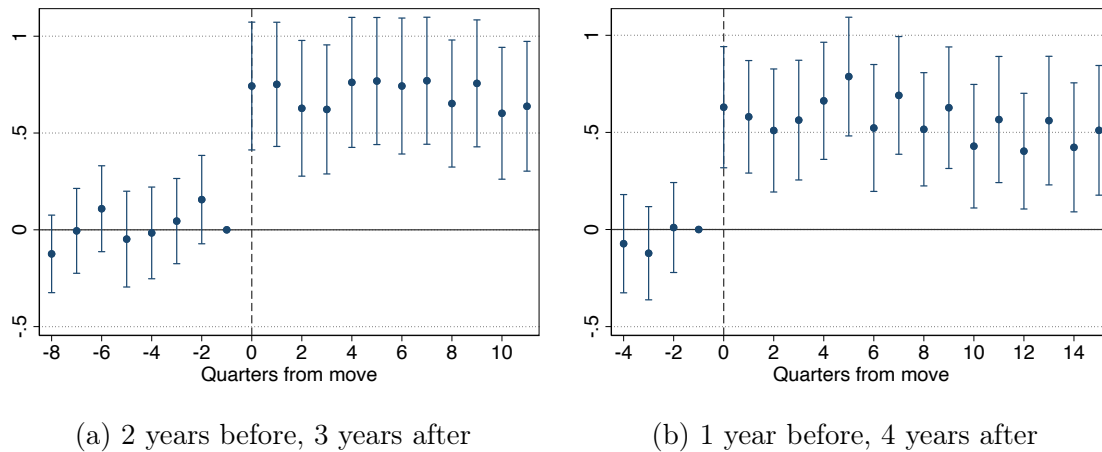 1
.5
0
-.5
-8 -6 -4 -2 0 2 4 6 8 10
Quarters from move
(a) 2 years before, 3 years after
1
.5
0
-.5
-4 -2 0 2 4 6 8 10 12 14
Quarters from move
(b) 1 year before, 4 years after